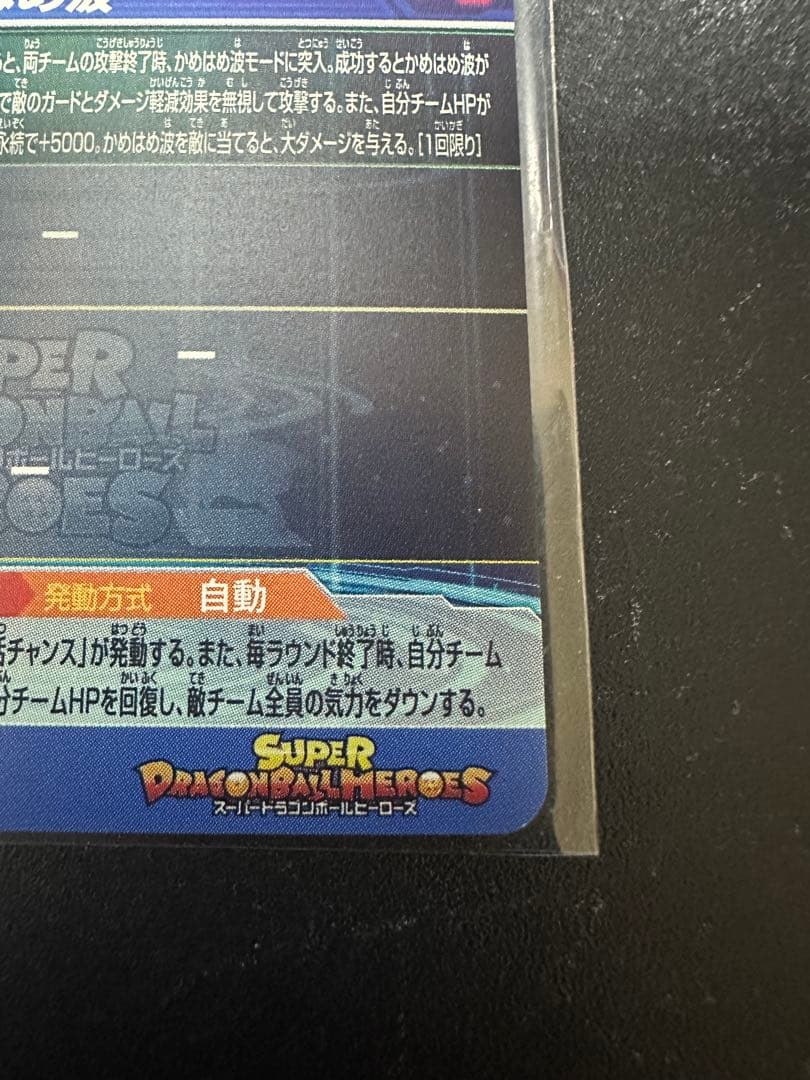 め波
と、両チームの攻撃終了時、かめはめ波モードに突入。成功するとかめはめ波が
で敵のガードとダメージ軽減効果を無視して攻撃する。また、自分チームHPが
永続で+5000。かめはめ波を敵に当てると、大ダメージを与える。[1回限り]
ー
PER
ー
ONBALL
ボールヒーローズ
ー
OES
発動方式 自動
チャンス」が発動する。また、毎ラウンド終了時、自分チーム
チームHPを回復し、敵チーム全員の気力をダウンする。
SUPER
DRAGONBALL HEROES
スーパードラゴンボールヒーローズ